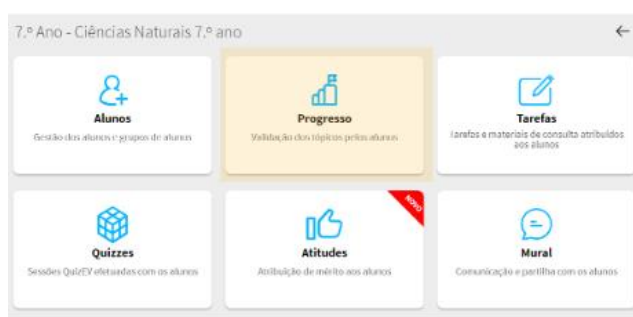 7.º Ano - Ciências Naturais 7.º ano
Alunos
Gestão dos alunos e grupos de alunos
Progresso
Validação dos tópicos pelos alunos
Tarefas
Tarefas e materiais de consulta atribuídos
aos alunos
Quizzes
Sessões QuizEV efetuadas com os alunos
NOVO
Atitudes
Atribuição de mérito aos alunos
Mural
Comunicação e partilha com os alunos